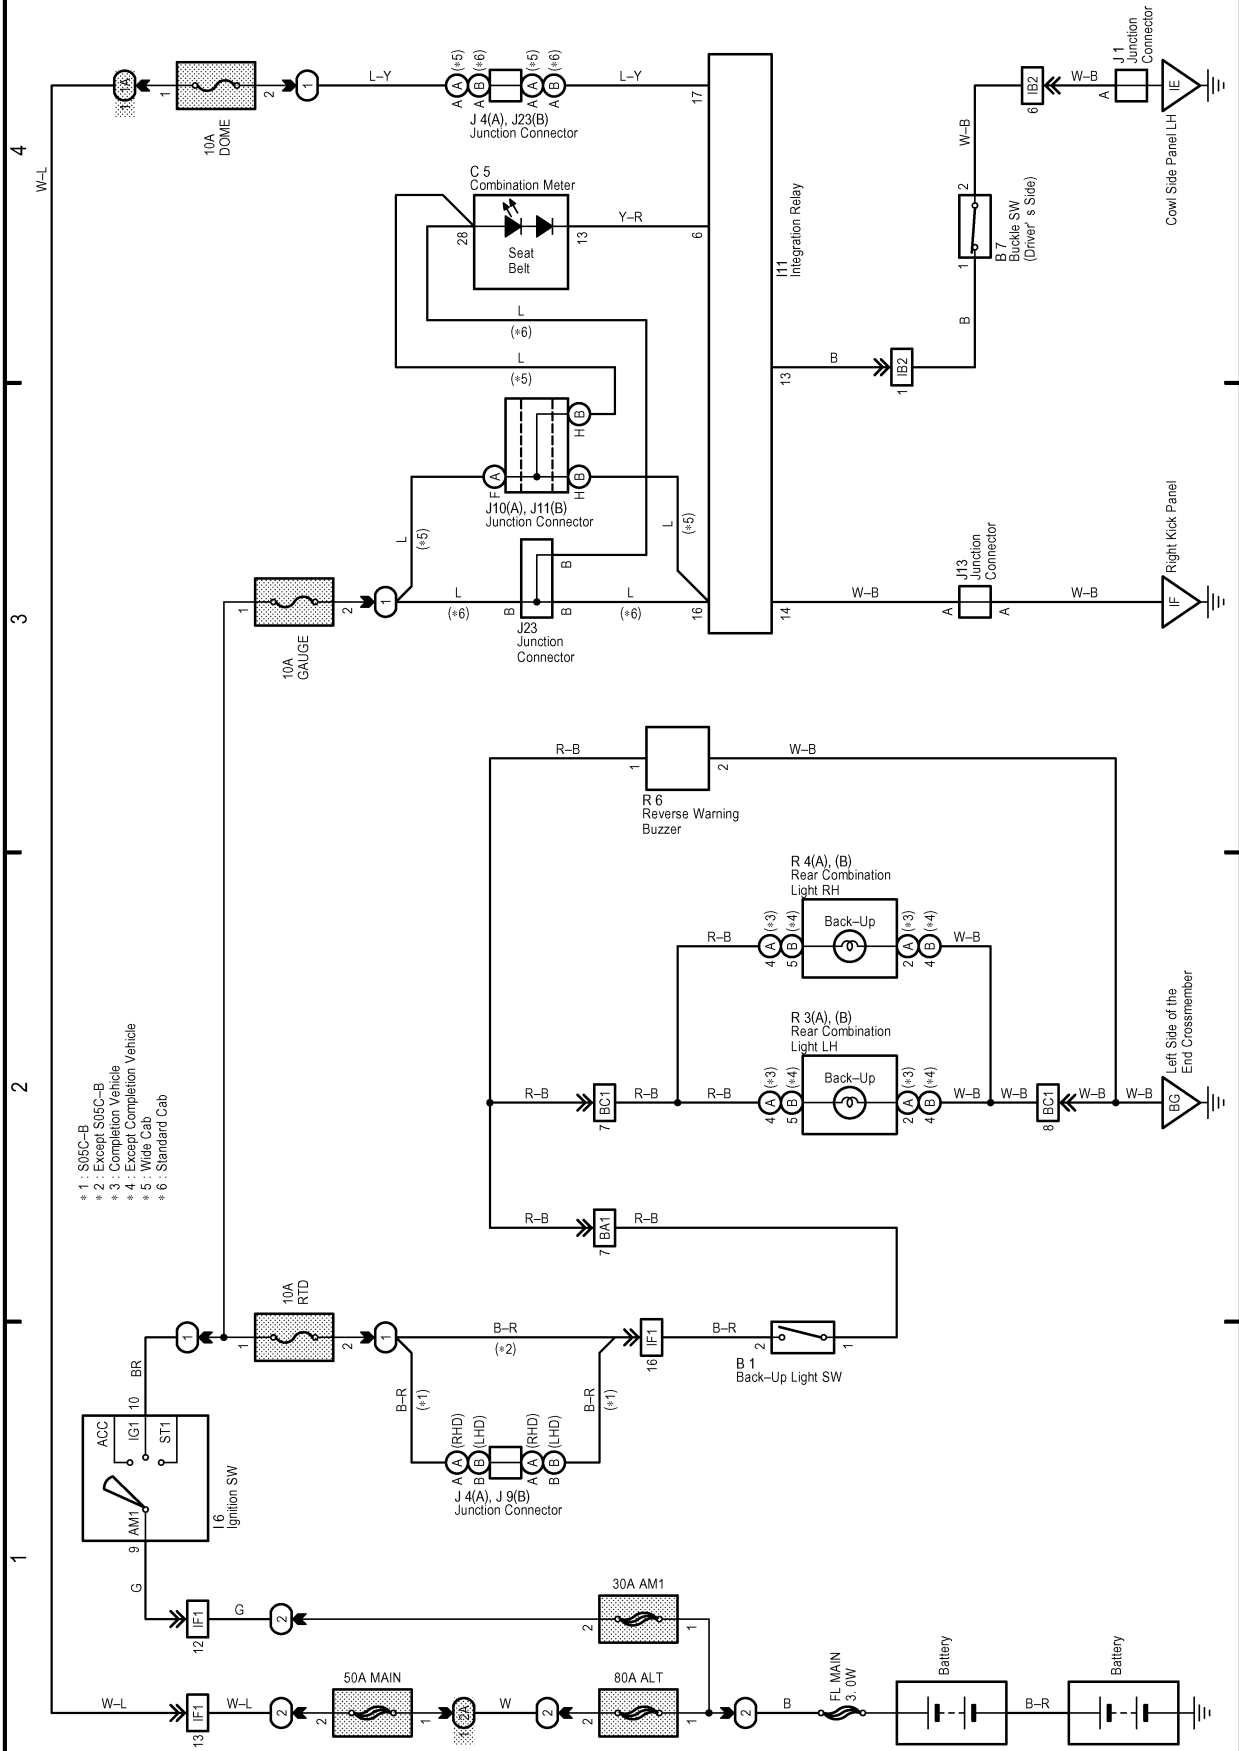 4
3
2
1
W–L
1
1A
1
2
10A
DOME
1
L–Y
A
A
(*5)
A
B
(*6)
A
A
(*5)
A
B
(*6)
J 4(A), J23(B)
Junction Connector
L–Y
17
C 5
Combination Meter
28
Seat
Belt
13
Y–R
6
L
(*6)
L
(*5)
I11
Integration Relay
13
B
1
IB2
B
1
2
B 7
Buckle SW
(Driver' s Side)
W–B
6
IB2
W–B
A
J 1
Junction
Connector
IE
Cowl Side Panel LH
1
2
10A
GAUGE
1
L
(*5)
F
A
H
B
H
B
J10(A), J11(B)
Junction Connector
L
(*6)
B
B
B
J23
Junction
Connector
L
(*6)
L
(*5)
16
14
W–B
A
A
J13
Junction
Connector
W–B
IF
Right Kick Panel
* 1 : S05C–B
* 2 : Except S05C–B
* 3 : Completion Vehicle
* 4 : Except Completion Vehicle
* 5 : Wide Cab
* 6 : Standard Cab
R–B
1
2
R 6
Reverse Warning
Buzzer
W–B
R 4(A), (B)
Rear Combination
Light RH
Back–Up
R–B
4
A
(*3)
5
B
(*4)
2
A
(*3)
4
B
(*4)
W–B
R 3(A), (B)
Rear Combination
Light LH
Back–Up
R–B
7
BC1
R–B
R–B
4
A
(*3)
5
B
(*4)
2
A
(*3)
4
B
(*4)
W–B
W–B
8
BC1
W–B
W–B
BG
Left Side of the
End Crossmember
R–B
7
BA1
R–B
ACC
IG1
ST1
AM1
10
9
I 6
Ignition SW
BR
1
1
2
10A
RTD
1
B–R
(*2)
B–R
(*1)
A
A
(RHD)
B
B
(LHD)
A
A
(RHD)
B
B
(LHD)
J 4(A), J 9(B)
Junction Connector
B–R
(*1)
16
IF1
B–R
2
1
B 1
Back–Up Light SW
G
12
IF1
G
2
30A AM1
2
1
W–L
13
IF1
W–L
2
50A MAIN
2
1
1
2A
W
2
80A ALT
2
1
2
B
FL MAIN
3. 0W
Battery
B–R
Battery